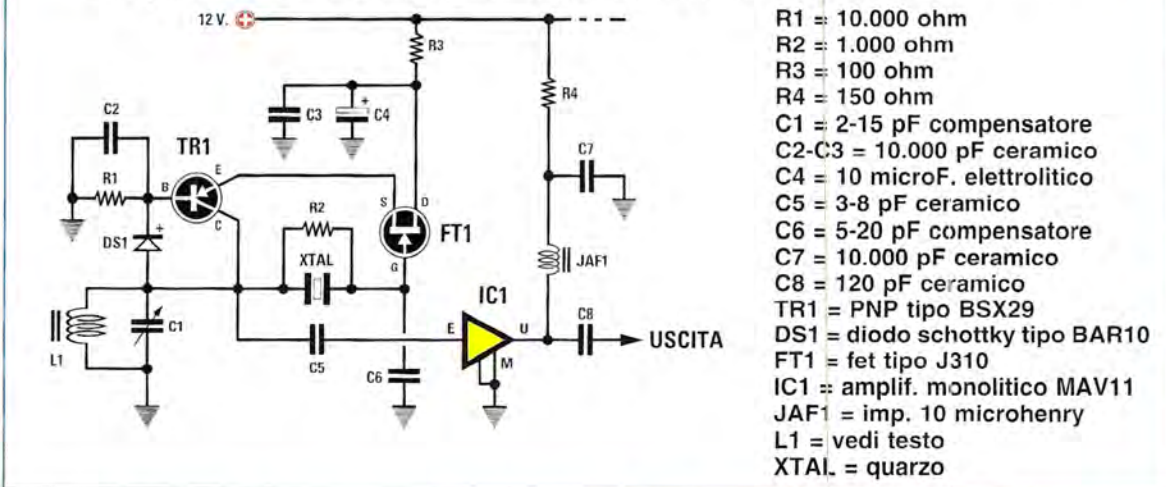 12 V.
R3
C3
C4
+
R4
C2
TR1
E
B
C
R1
DS1
+
S
D
G
FT1
R2
XTAL
C7
JAF1
L1
C1
C5
C6
IC1
E
U
M
C8
USCITA
R1 = 10.000 ohm
R2 = 1.000 ohm
R3 = 100 ohm
R4 = 150 ohm
C1 = 2-15 pF compensatore
C2-C3 = 10.000 pF ceramico
C4 = 10 microF. elettrolitico
C5 = 3-8 pF ceramico
C6 = 5-20 pF compensatore
C7 = 10.000 pF ceramico
C8 = 120 pF ceramico
TR1 = PNP tipo BSX29
DS1 = diodo schottky tipo BAR10
FT1 = fet tipo J310
IC1 = amplif. monolitico MAV11
JAF1 = imp. 10 microhenry
L1 = vedi testo
XTAL = quarzo